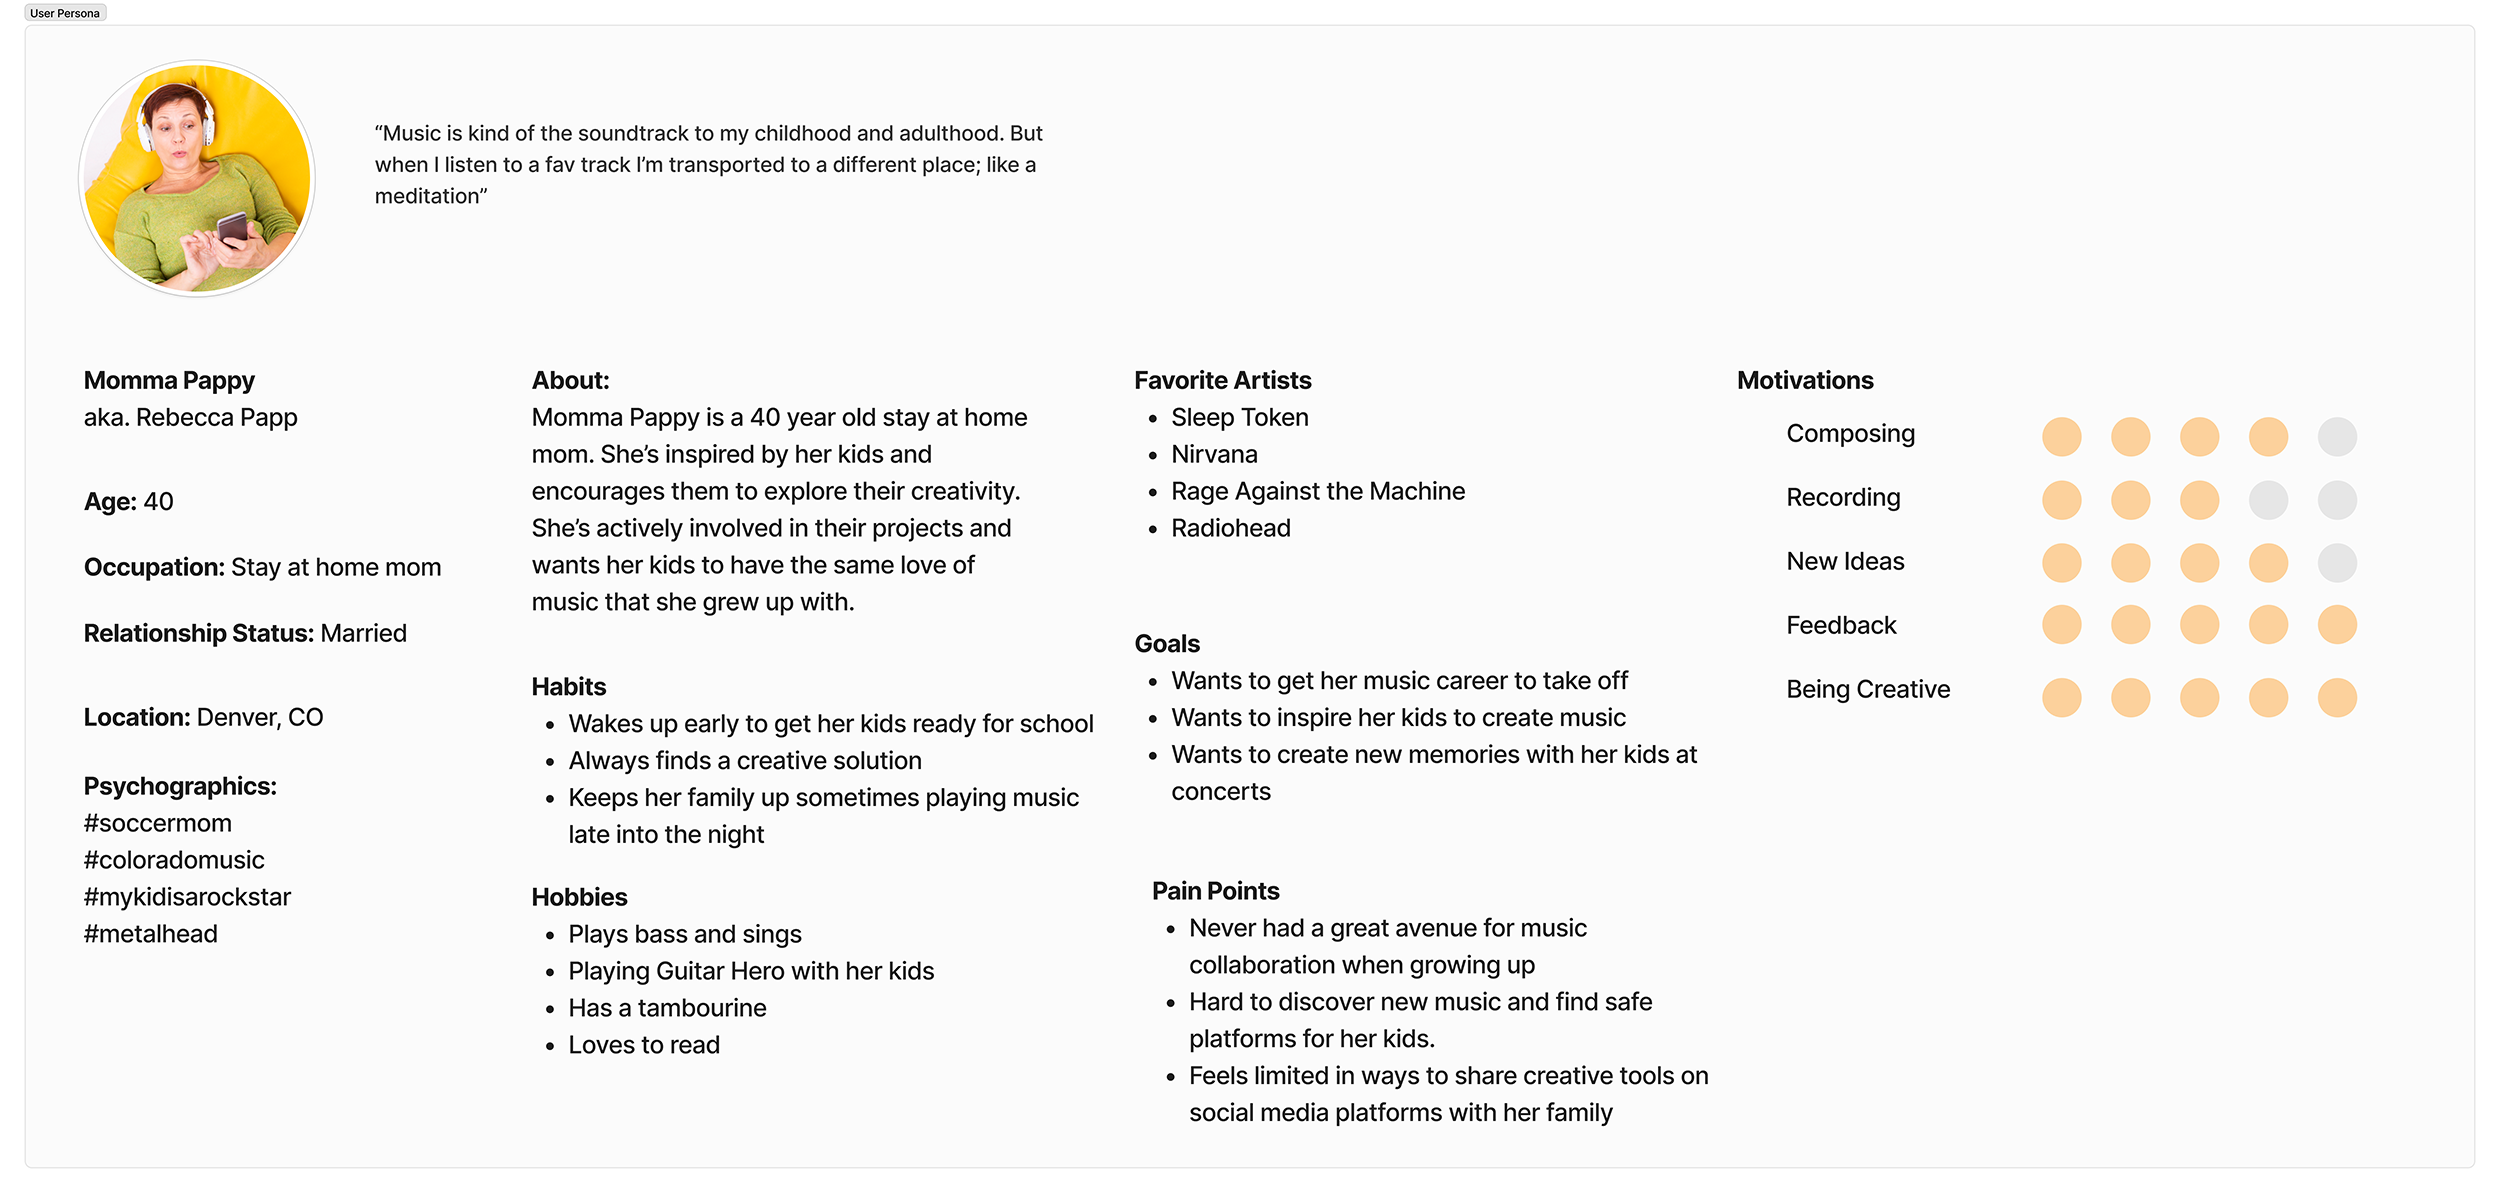 User Persona
“Music is kind of the soundtrack to my childhood and adulthood. But
when I listen to a fav track I’m transported to a different place; like a
meditation”
Momma Pappy
aka. Rebecca Papp
Age: 40
Occupation: Stay at home mom
Relationship Status: Married
Location: Denver, CO
Psychographics:
#soccermom
#coloradomusic
#mykidisarockstar
#metalhead
About:
Momma Pappy is a 40 year old stay at home
mom. She’s inspired by her kids and
encourages them to explore their creativity.
She’s actively involved in their projects and
wants her kids to have the same love of
music that she grew up with.
Habits
• Wakes up early to get her kids ready for school
• Always finds a creative solution
• Keeps her family up sometimes playing music
late into the night
Hobbies
• Plays bass and sings
• Playing Guitar Hero with her kids
• Has a tambourine
• Loves to read
Favorite Artists
• Sleep Token
• Nirvana
• Rage Against the Machine
• Radiohead
Goals
• Wants to get her music career to take off
• Wants to inspire her kids to create music
• Wants to create new memories with her kids at
concerts
Pain Points
• Never had a great avenue for music
collaboration when growing up
• Hard to discover new music and find safe
platforms for her kids.
• Feels limited in ways to share creative tools on
social media platforms with her family
Motivations
Composing
Recording
New Ideas
Feedback
Being Creative